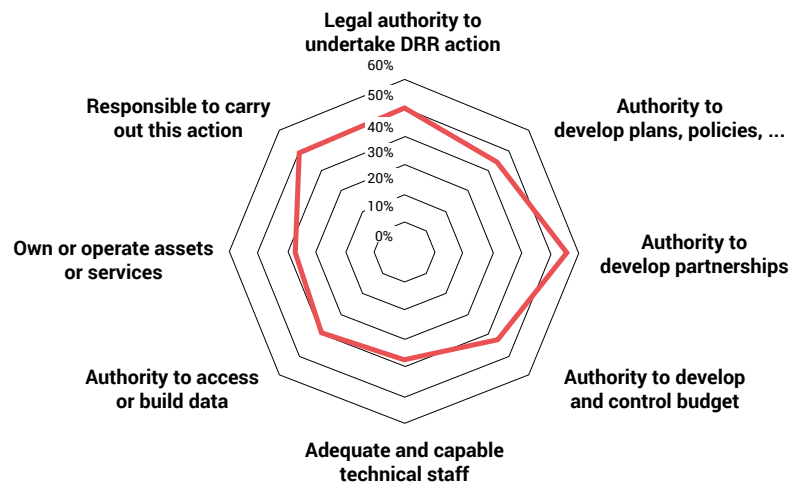 Legal authority to
undertake DRR action
60%
50%
40%
30%
20%
10%
0%
Authority to
develop plans, policies, ...
Authority to
develop partnerships
Authority to develop
and control budget
Adequate and capable
technical staff
Authority to access
or build data
Own or operate assets
or services
Responsible to carry
out this action